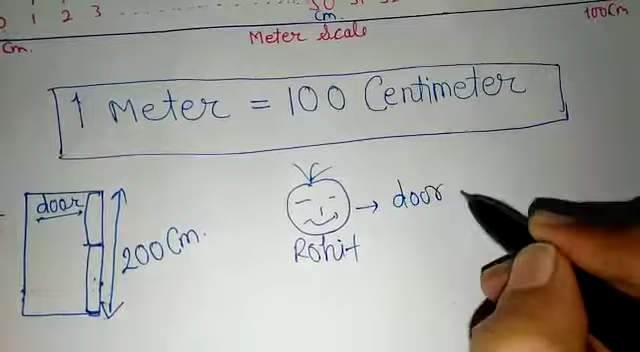 0 1 2 3 50
cm. cm. 100cm
Meter Scale
1 Meter = 100 Centimeter
door
200cm.
→ door
Rohit